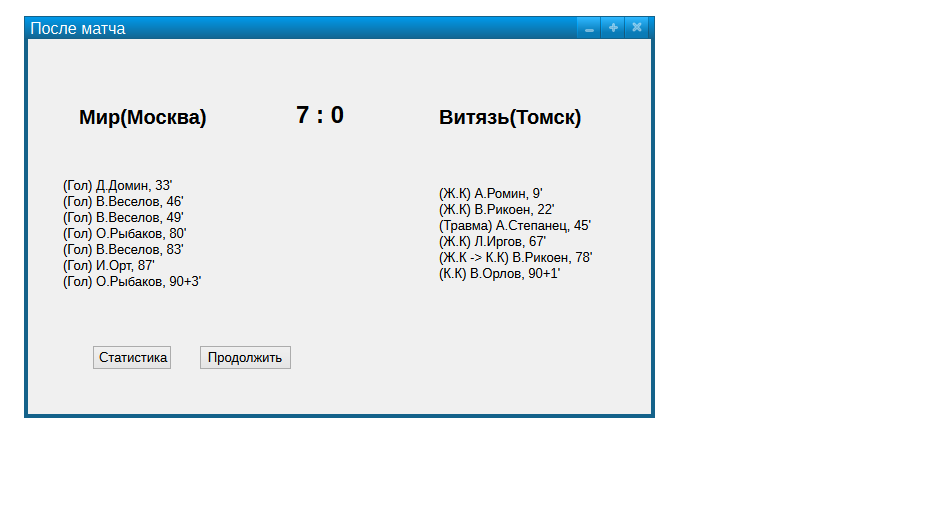 После матча
Мир(Москва) 7 : 0 Витязь(Томск)
(Гол) Д.Домин, 33'
(Гол) В.Веселов, 46'
(Гол) В.Веселов, 49'
(Гол) О.Рыбаков, 80'
(Гол) В.Веселов, 83'
(Гол) И.Орт, 87'
(Гол) О.Рыбаков, 90+3'
(Ж.К) А.Ромин, 9'
(Ж.К) В.Рикоен, 22'
(Травма) А.Степанец, 45'
(Ж.К) Л.Иргов, 67'
(Ж.К -> К.К) В.Рикоен, 78'
(К.К) В.Орлов, 90+1'
Статистика Продолжить